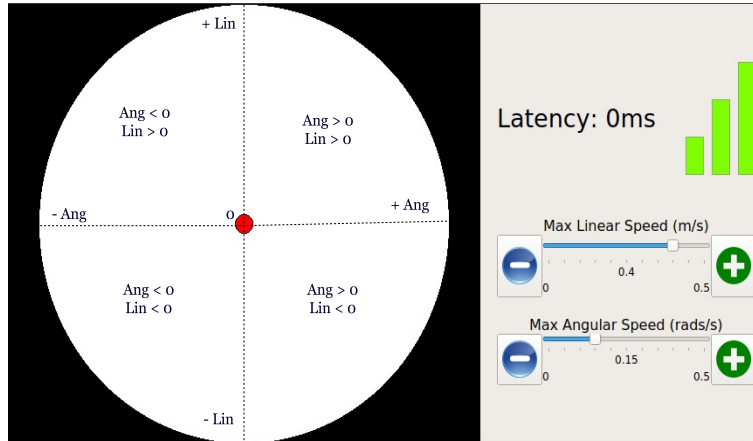 + Lin
Ang < 0
Lin > 0
Ang > 0
Lin > 0
- Ang
0
+ Ang
Ang < 0
Lin < 0
Ang > 0
Lin < 0
- Lin
Latency: 0ms
Max Linear Speed (m/s)
0.4
0 0.5
Max Angular Speed (rads/s)
0.15
0 0.5